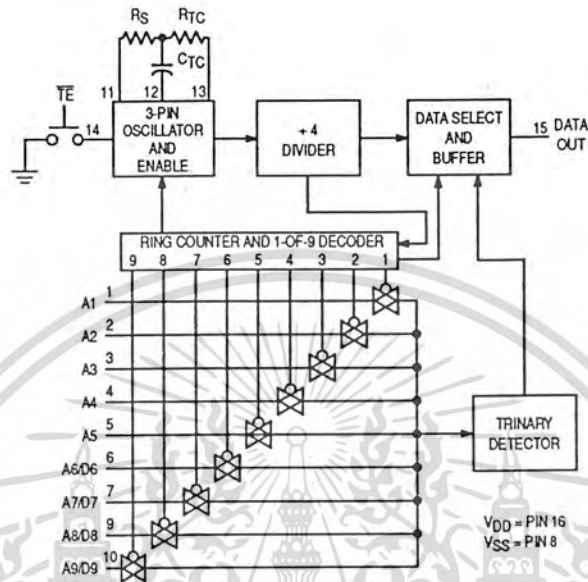 RS RTC
CTC
11 12 13
TE
14
3-PIN
OSCILLATOR
AND
ENABLE
+ 4
DIVIDER
DATA SELECT
AND
BUFFER
15 DATA
OUT
RING COUNTER AND 1-OF-9 DECODER
9 8 7 6 5 4 3 2 1
A1 1
A2 2
A3 3
A4 4
A5 5
A6/D6 6
A7/D7 7
A8/D8 9
A9/D9 10
TRINARY
DETECTOR
VDD = PIN 16
VSS = PIN 8